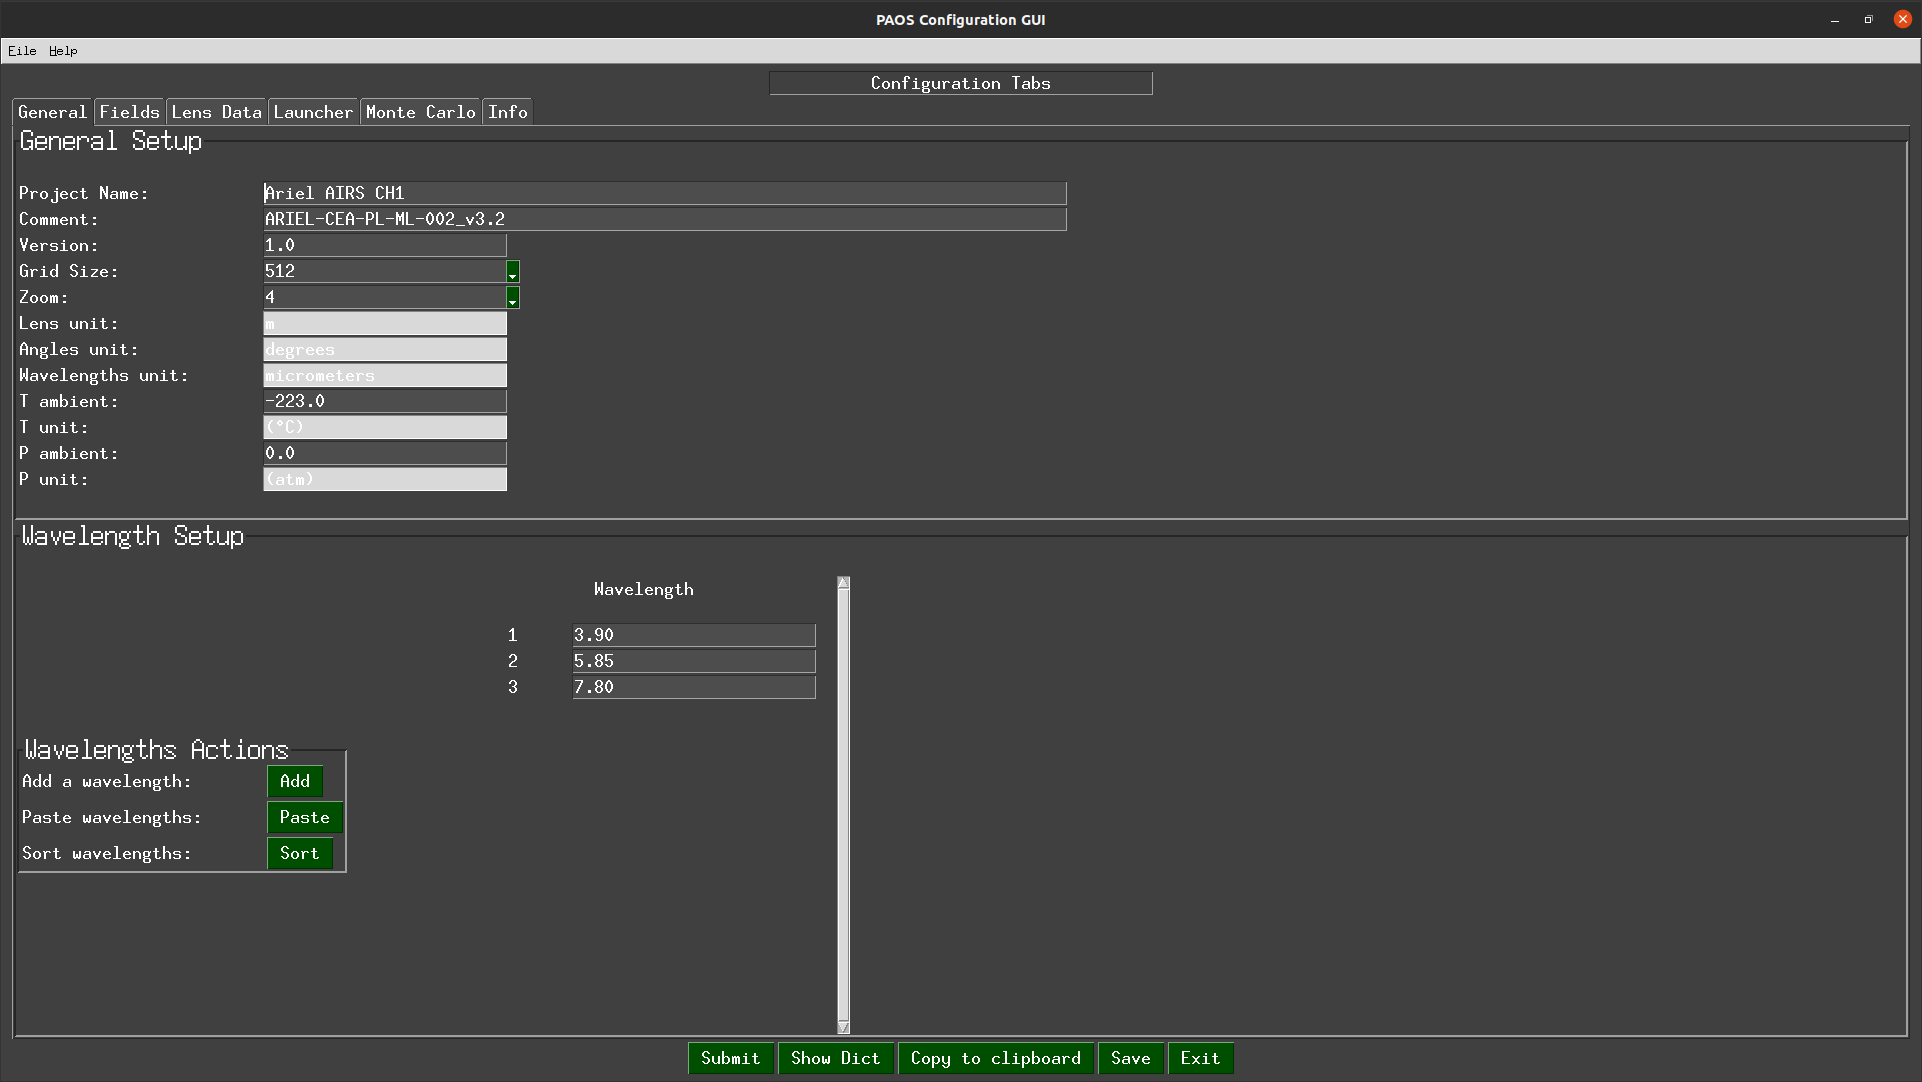 PAOS Configuration GUI
Eile Help
Configuration Tabs
General Fields Lens Data Launcher Monte Carlo Info
General Setup
Project Name: Ariel AIRS CH1
Comment: ARIEL-CEA-PL-ML-002_v3.2
Version: 1.0
Grid Size: 512
Zoom: 4
Lens unit: m
Angles unit: degrees
Wavelengths unit: micrometers
T ambient: -223.0
T unit: (°C)
P ambient: 0.0
P unit: (atm)
Wavelength Setup
Wavelength
1 3.90
2 5.85
3 7.80
Wavelengths Actions
Add a wavelength: Add
Paste wavelengths: Paste
Sort wavelengths: Sort
Submit Show Dict Copy to clipboard Save Exit